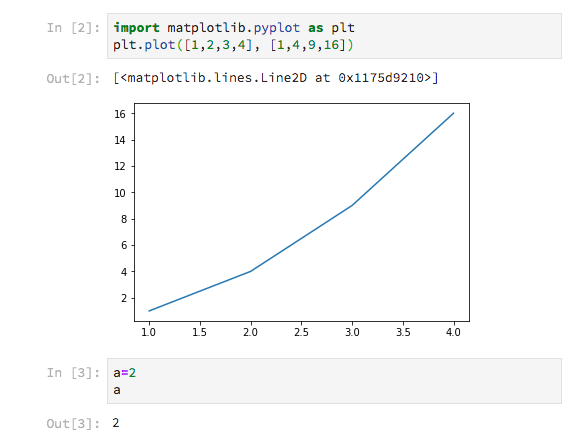 In [2]: import matplotlib.pyplot as plt
plt.plot([1,2,3,4], [1,4,9,16])
Out[2]: [<matplotlib.lines.Line2D at 0x1175d9210>]
16
14
12
10
8
6
4
2
1.0 1.5 2.0 2.5 3.0 3.5 4.0
In [3]: a=2
a
Out[3]: 2